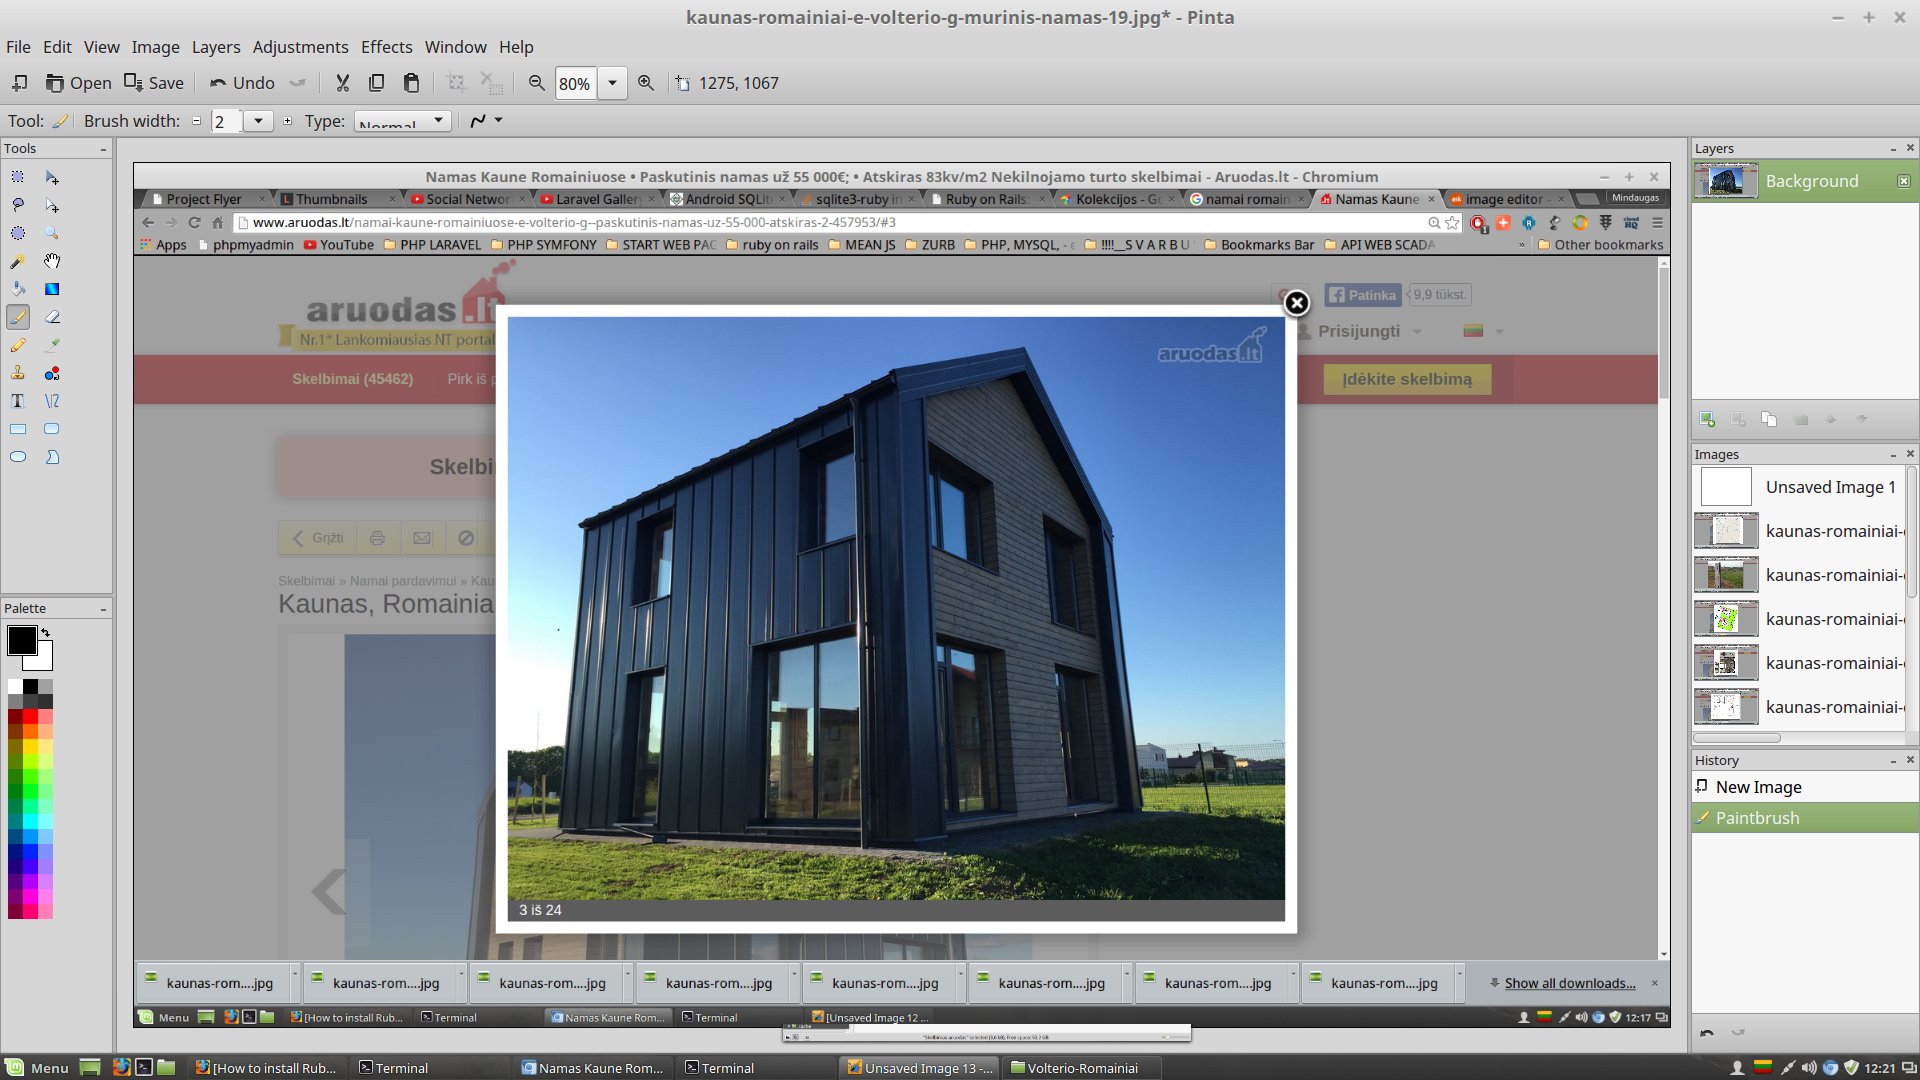 kaunas-romainiai-e-volterio-g-murinis-namas-19.jpg* - Pinta
File Edit View Image Layers Adjustments Effects Window Help
Open Save Undo 80% 1275, 1067
Tool: Brush width: 2 Type: Normal
Tools
Palette
Namas Kaune Romainiuose • Paskutinis namas už 55 000€; • Atskiras 83kv/m2 Nekilnojamo turto skelbimai - Aruodas.lt - Chromium
Project Flyer Thumbnails Social Networ Laravel Gallery Android SQLit sqlite3-ruby in Ruby on Rails: Kolekcijos - Go namai romain Namas Kaune image editor - Mindaugas
www.aruodas.lt/namai-kaune-romainiuose-e-volterio-g--paskutinis-namas-uz-55-000-atskiras-2-457953/#3
Apps phpmyadmin YouTube PHP LARAVEL PHP SYMFONY START WEB PAG ruby on rails MEAN JS ZURB PHP, MYSQL, - !!!!__S V A R B U Bookmarks Bar API WEB SCADA » Other bookmarks
aruodas.lt
Nr.1* Lankomiausias NT portal
Patinka 9,9 tūkst.
Prisijungti
Skelbimai (45462) Pirk iš p
Įdėkite skelbimą
Skelbi
Grįžti
Skelbimai » Namai pardavimui » Kau
Kaunas, Romainia
aruodas.lt
3 iš 24
kaunas-rom....jpg kaunas-rom....jpg kaunas-rom....jpg kaunas-rom....jpg kaunas-rom....jpg kaunas-rom....jpg kaunas-rom....jpg kaunas-rom....jpg Show all downloads...
Menu [How to install Rub... Terminal Namas Kaune Rom... Terminal [Unsaved Image 12 ... 12:17
"Skelbimas aruodas" selected
Layers
Background
Images
Unsaved Image 1
kaunas-romainiai-
kaunas-romainiai-
kaunas-romainiai-
kaunas-romainiai-
kaunas-romainiai-
History
New Image
Paintbrush
Menu [How to install Rub... Terminal Namas Kaune Rom... Terminal Unsaved Image 13 -... Volterio-Romainiai 12:21